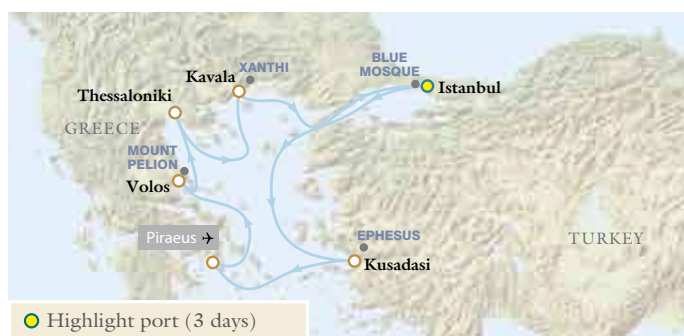 BLUE
MOSQUE
Istanbul
XANTHI
Kavala
Thessaloniki
GREECE
MOUNT
PELION
Volos
Piraeus
EPHESUS
TURKEY
Kusadasi
Highlight port (3 days)